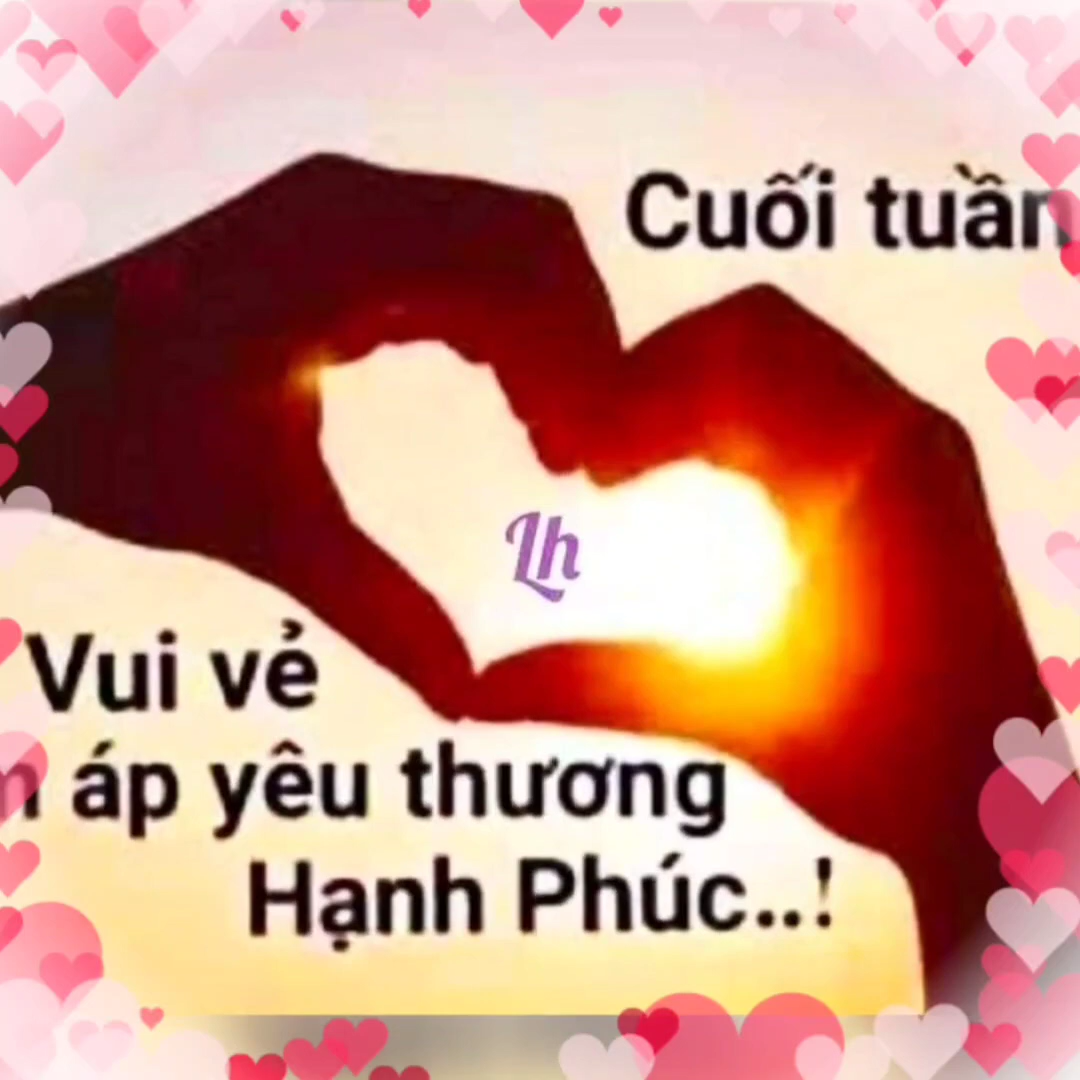 Cuối tuần
Lh
Vui vẻ
áp yêu thương
Hạnh Phúc..!